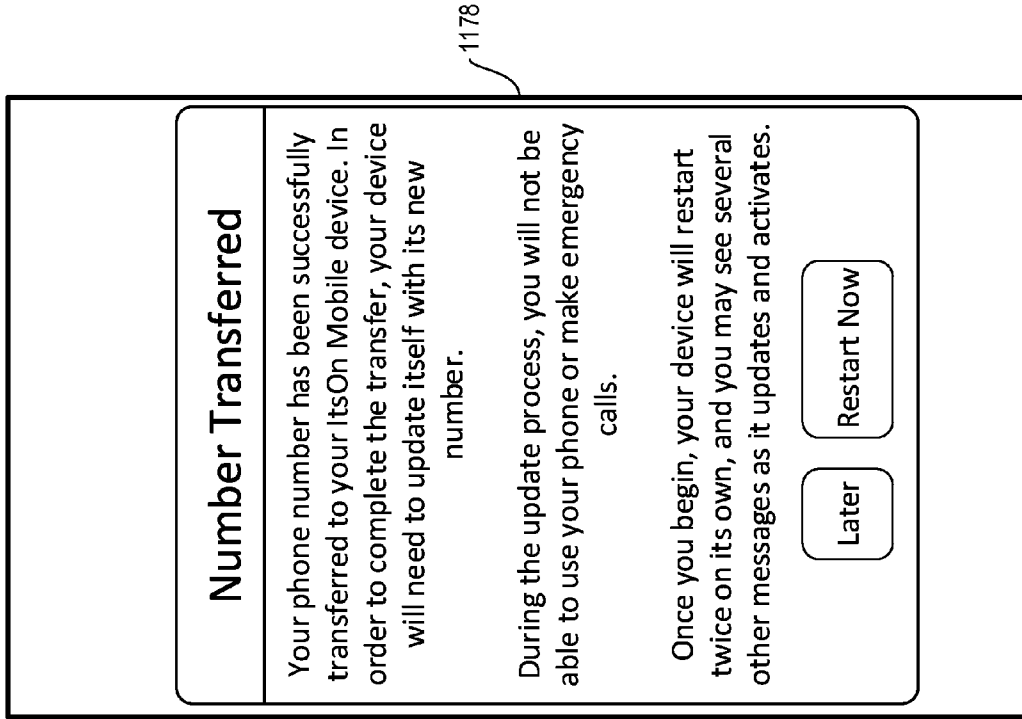 Number Transferred
Your phone number has been successfully
transferred to your ItsOn Mobile device. In
order to complete the transfer, your device
will need to update itself with its new
number.
During the update process, you will not be
able to use your phone or make emergency
calls.
Once you begin, your device will restart
twice on its own, and you may see several
other messages as it updates and activates.
Later
Restart Now
1178